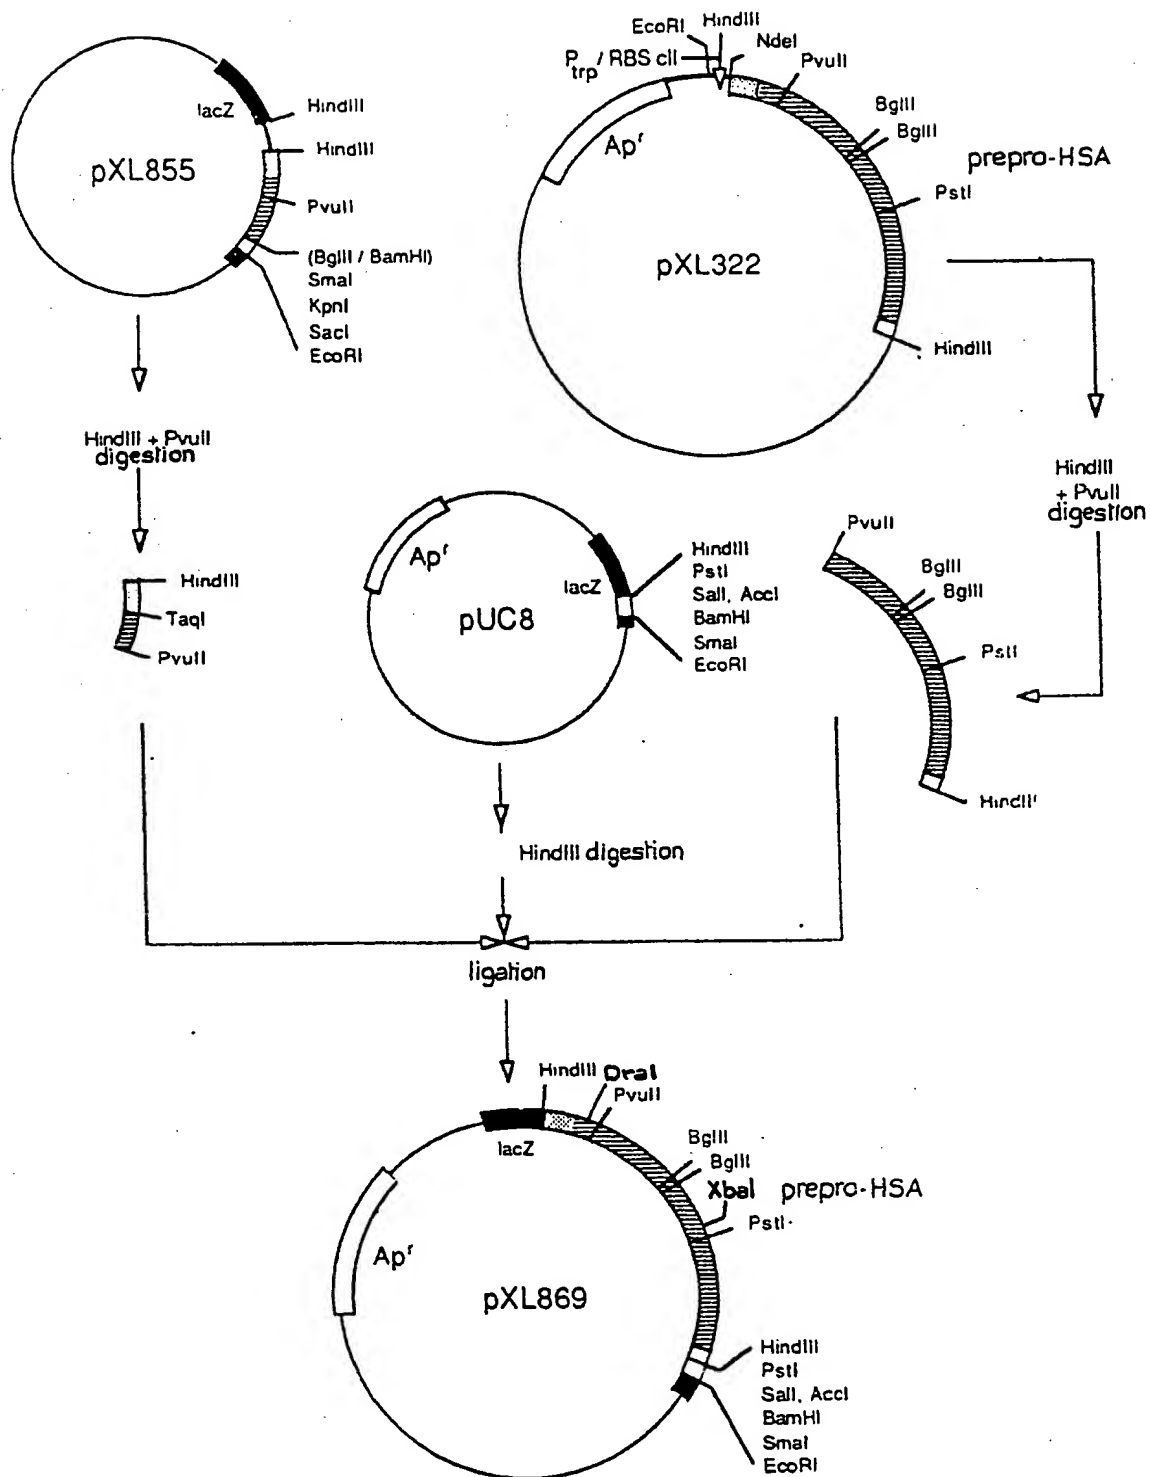 lacZ
HindIII
HindIII
pXL855
PvuII
(BglII / BamHI)
SmaI
KpnI
SacI
EcoRI
EcoRI
HindIII
NdeI
Ptrp / RBS cII
PvuII
Apʳ
BglII
BglII
prepro-HSA
PstI
pXL322
HindIII
HindIII + PvuII
digestion
HindIII
TaqI
PvuII
Apʳ
lacZ
pUC8
HindIII
PstI
SalI, AccI
BamHI
SmaI
EcoRI
HindIII
+ PvuII
digestion
PvuII
BglII
BglII
PstI
HindIII
HindIII digestion
ligation
HindIII DraI
PvuII
lacZ
BglII
BglII
XbaI prepro-HSA
PstI
Apʳ
pXL869
HindIII
PstI
SalI, AccI
BamHI
SmaI
EcoRI